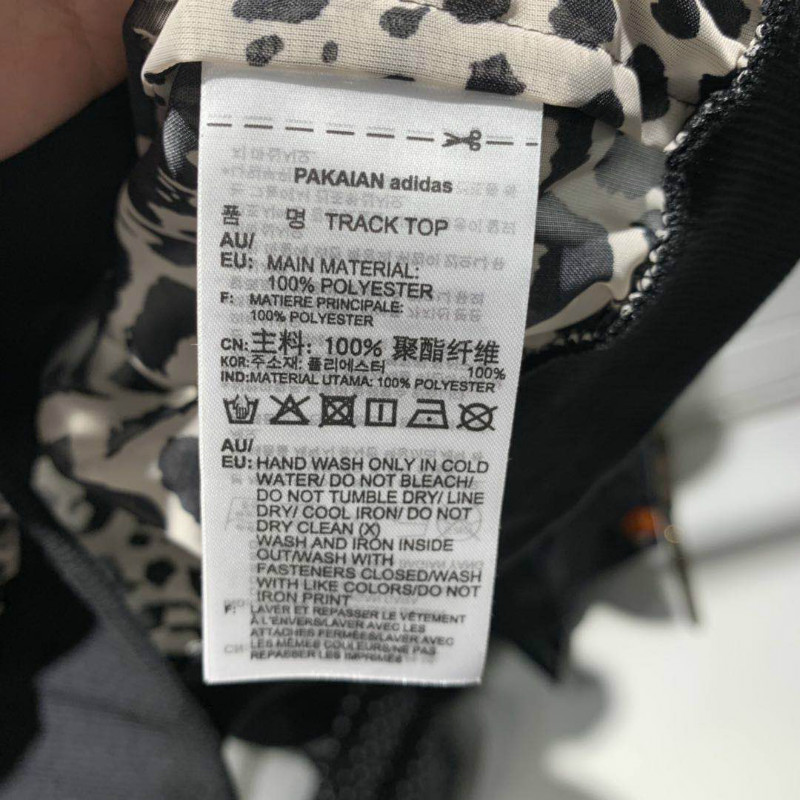 PAKAIAN adidas
품 명 TRACK TOP
AU/
EU: MAIN MATERIAL:
100% POLYESTER
F: MATIERE PRINCIPALE:
100% POLYESTER
CN: 主料: 100% 聚酯纤维
KOR: 주소재: 폴리에스터 100%
IND: MATERIAL UTAMA: 100% POLYESTER
AU/
EU: HAND WASH ONLY IN COLD
WATER/ DO NOT BLEACH/
DO NOT TUMBLE DRY/ LINE
DRY/ COOL IRON/ DO NOT
DRY CLEAN (X)
WASH AND IRON INSIDE
OUT/WASH WITH
FASTENERS CLOSED/WASH
WITH LIKE COLORS/DO NOT
IRON PRINT
F: LAVER ET REPASSER LE VÊTEMENT
À L'ENVERS/LAVER AVEC LES
ATTACHES FERMÉES/LAVER AVEC
LES MÊMES COULEURS/NE PAS
REPASSER LES IMPRIMÉS